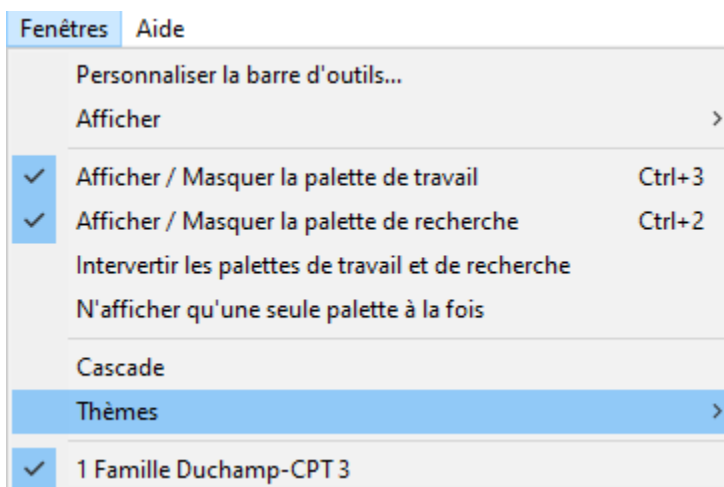 Fenêtres Aide
Personnaliser la barre d'outils...
Afficher
Afficher / Masquer la palette de travail Ctrl+3
Afficher / Masquer la palette de recherche Ctrl+2
Intervertir les palettes de travail et de recherche
N'afficher qu'une seule palette à la fois
Cascade
Thèmes
1 Famille Duchamp-CPT 3